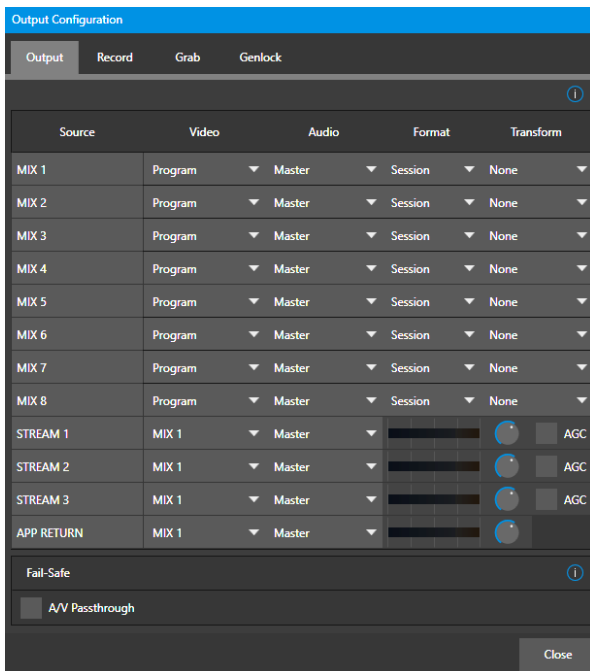 Output Configuration
Output Record Grab Genlock
Source Video Audio Format Transform
MIX 1 Program Master Session None
MIX 2 Program Master Session None
MIX 3 Program Master Session None
MIX 4 Program Master Session None
MIX 5 Program Master Session None
MIX 6 Program Master Session None
MIX 7 Program Master Session None
MIX 8 Program Master Session None
STREAM 1 MIX 1 Master AGC
STREAM 2 MIX 1 Master AGC
STREAM 3 MIX 1 Master AGC
APP RETURN MIX 1 Master
Fail-Safe
A/V Passthrough
Close